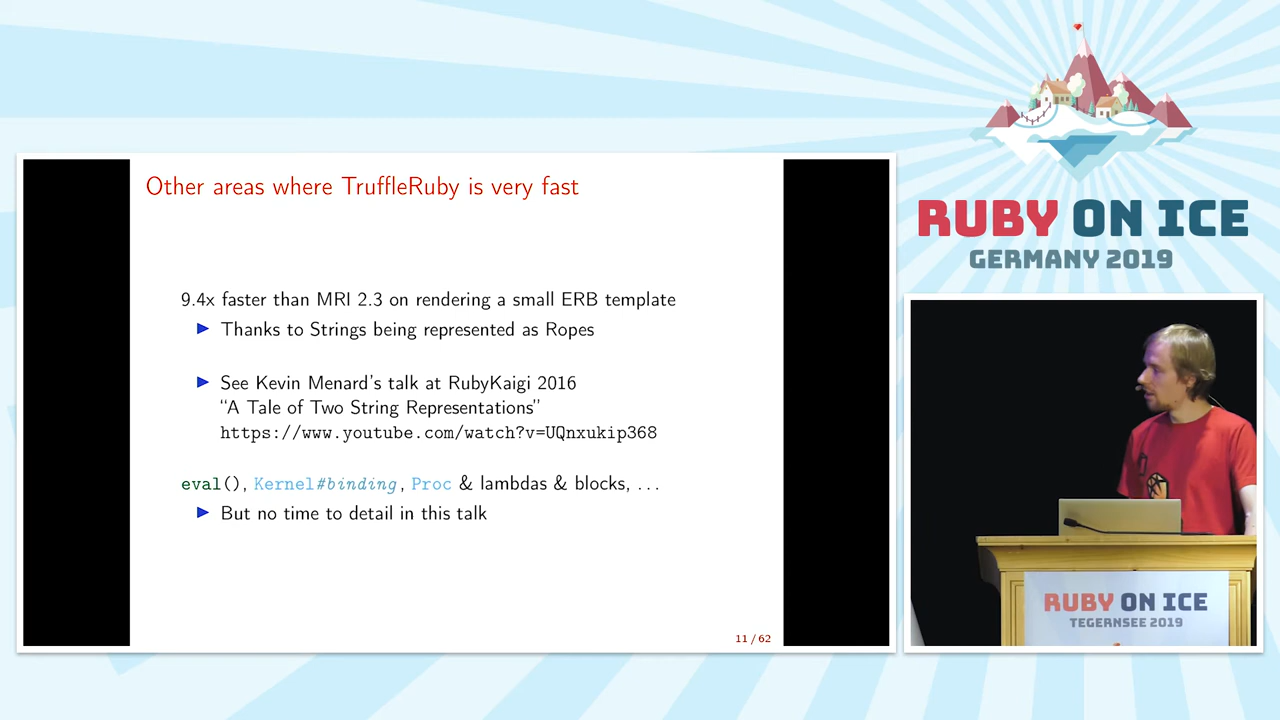 Other areas where TruffleRuby is very fast
9.4x faster than MRI 2.3 on rendering a small ERB template
Thanks to Strings being represented as Ropes
See Kevin Menard's talk at RubyKaigi 2016
“A Tale of Two String Representations”
https://www.youtube.com/watch?v=UQnxukip368
eval(), Kernel#binding, Proc & lambdas & blocks, ...
But no time to detail in this talk
11 / 62
RUBY ON ICE
GERMANY 2019
RUBY ON ICE
TEGERNSEE 2019